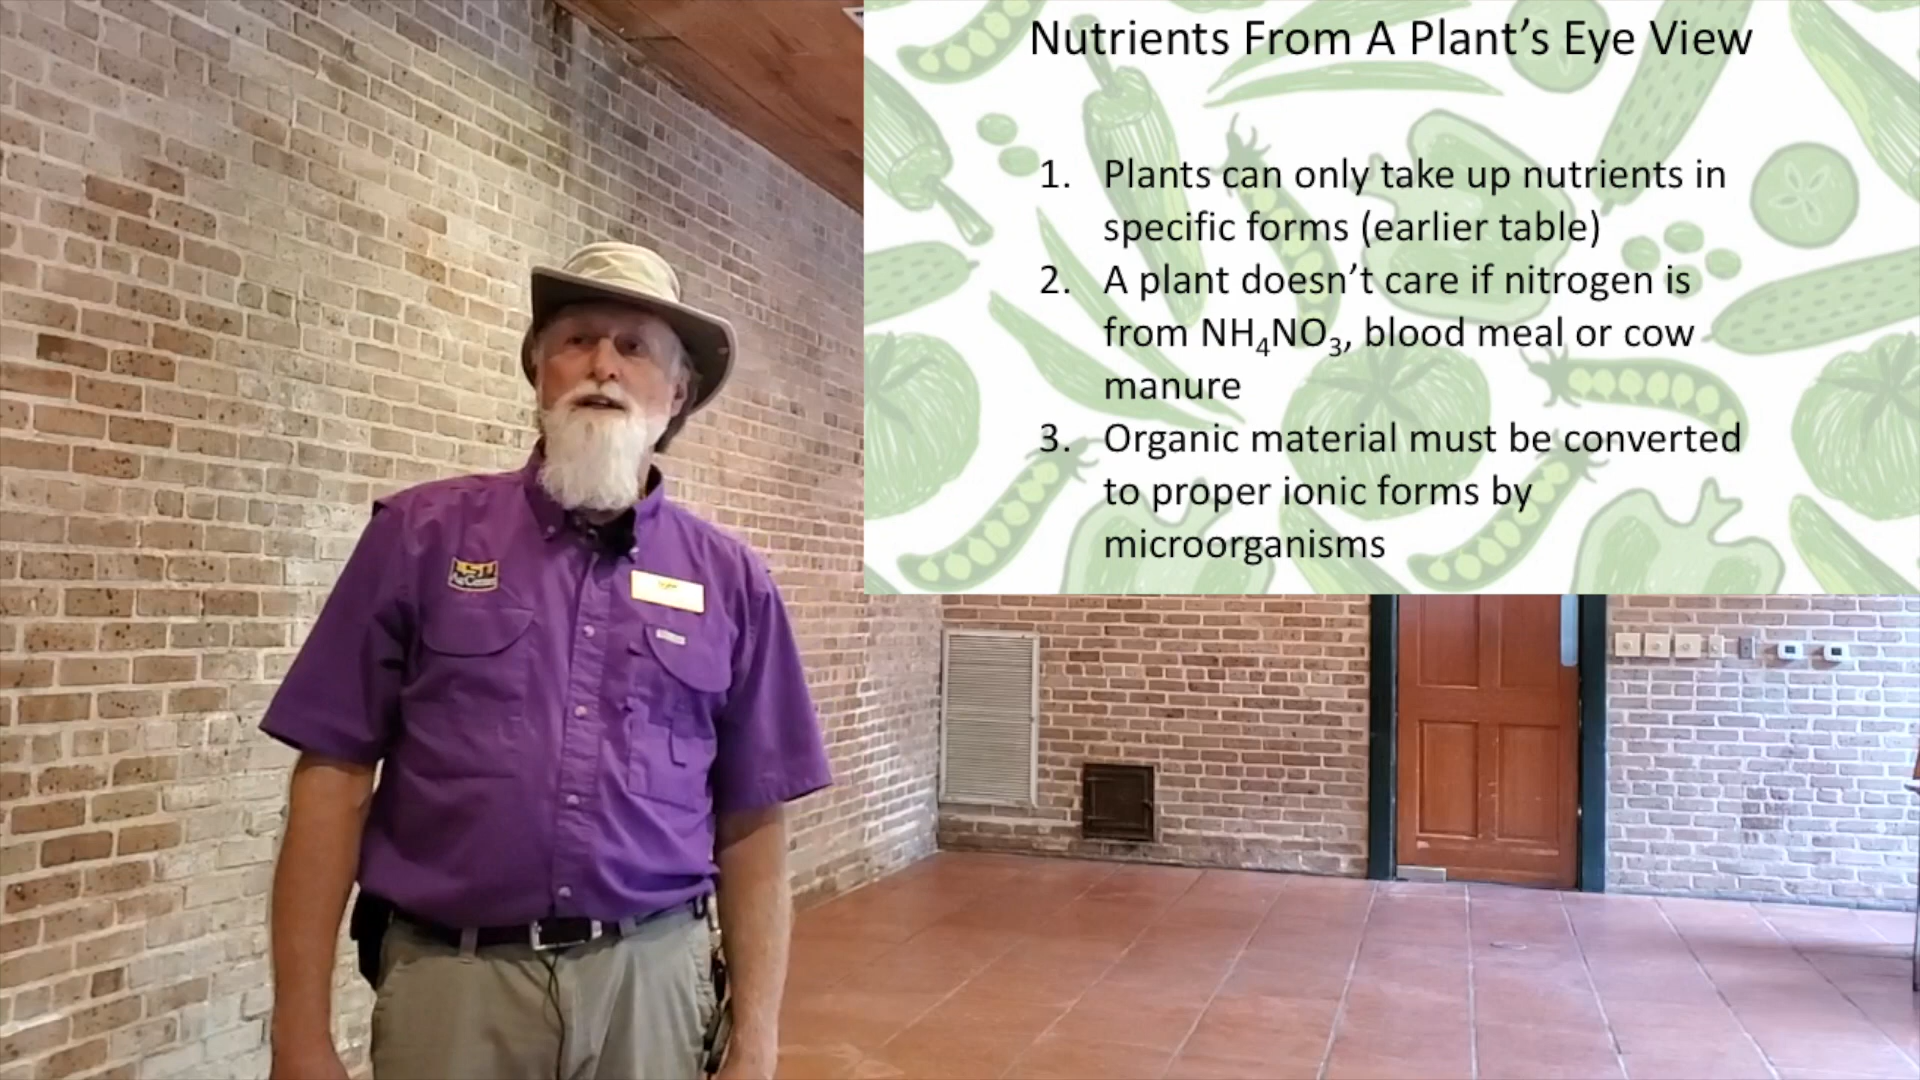 Nutrients From A Plant's Eye View
1. Plants can only take up nutrients in
specific forms (earlier table)
2. A plant doesn't care if nitrogen is
from NH₄NO₃, blood meal or cow
manure
3. Organic material must be converted
to proper ionic forms by
microorganisms
LSU
AgCenter